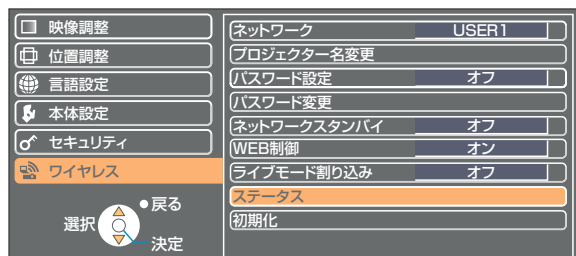 映像調整
位置調整
言語設定
本体設定
セキュリティ
ワイヤレス
戻る
選択
決定
ネットワーク USER1
プロジェクター名変更
パスワード設定 オフ
パスワード変更
ネットワークスタンバイ オフ
WEB制御 オン
ライブモード割り込み オフ
ステータス
初期化